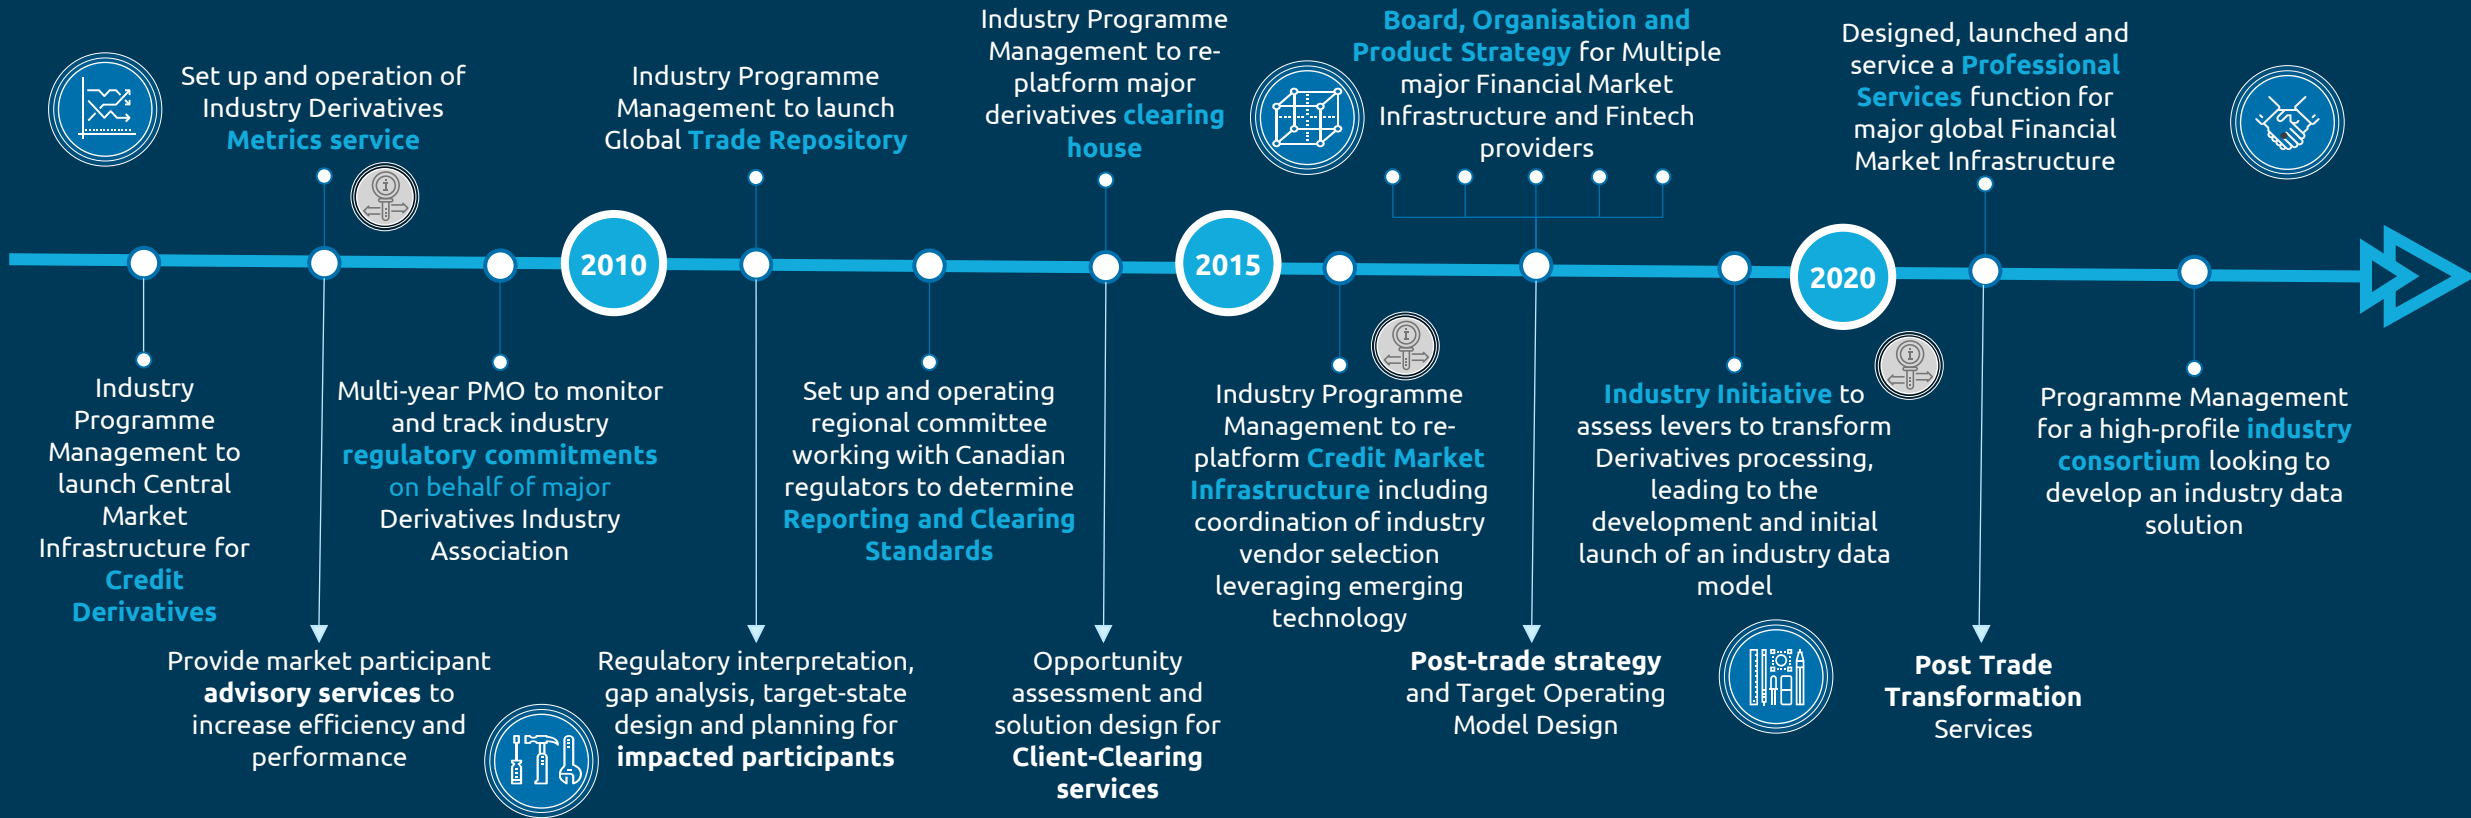 Set up and operation of
Industry Derivatives
Metrics service
Industry Programme
Management to launch
Global Trade Repository
Industry Programme
Management to re-
platform major
derivatives clearing
house
Board, Organisation and
Product Strategy for Multiple
major Financial Market
Infrastructure and Fintech
providers
Designed, launched and
service a Professional
Services function for
major global Financial
Market Infrastructure
2010
2015
2020
Industry
Programme
Management to
launch Central
Market
Infrastructure for
Credit
Derivatives
Multi-year PMO to monitor
and track industry
regulatory commitments
on behalf of major
Derivatives Industry
Association
Set up and operating
regional committee
working with Canadian
regulators to determine
Reporting and Clearing
Standards
Industry Programme
Management to re-
platform Credit Market
Infrastructure including
coordination of industry
vendor selection
leveraging emerging
technology
Industry Initiative to
assess levers to transform
Derivatives processing,
leading to the
development and initial
launch of an industry data
model
Programme Management
for a high-profile industry
consortium looking to
develop an industry data
solution
Provide market participant
advisory services to
increase efficiency and
performance
Regulatory interpretation,
gap analysis, target-state
design and planning for
impacted participants
Opportunity
assessment and
solution design for
Client-Clearing
services
Post-trade strategy
and Target Operating
Model Design
Post Trade
Transformation
Services